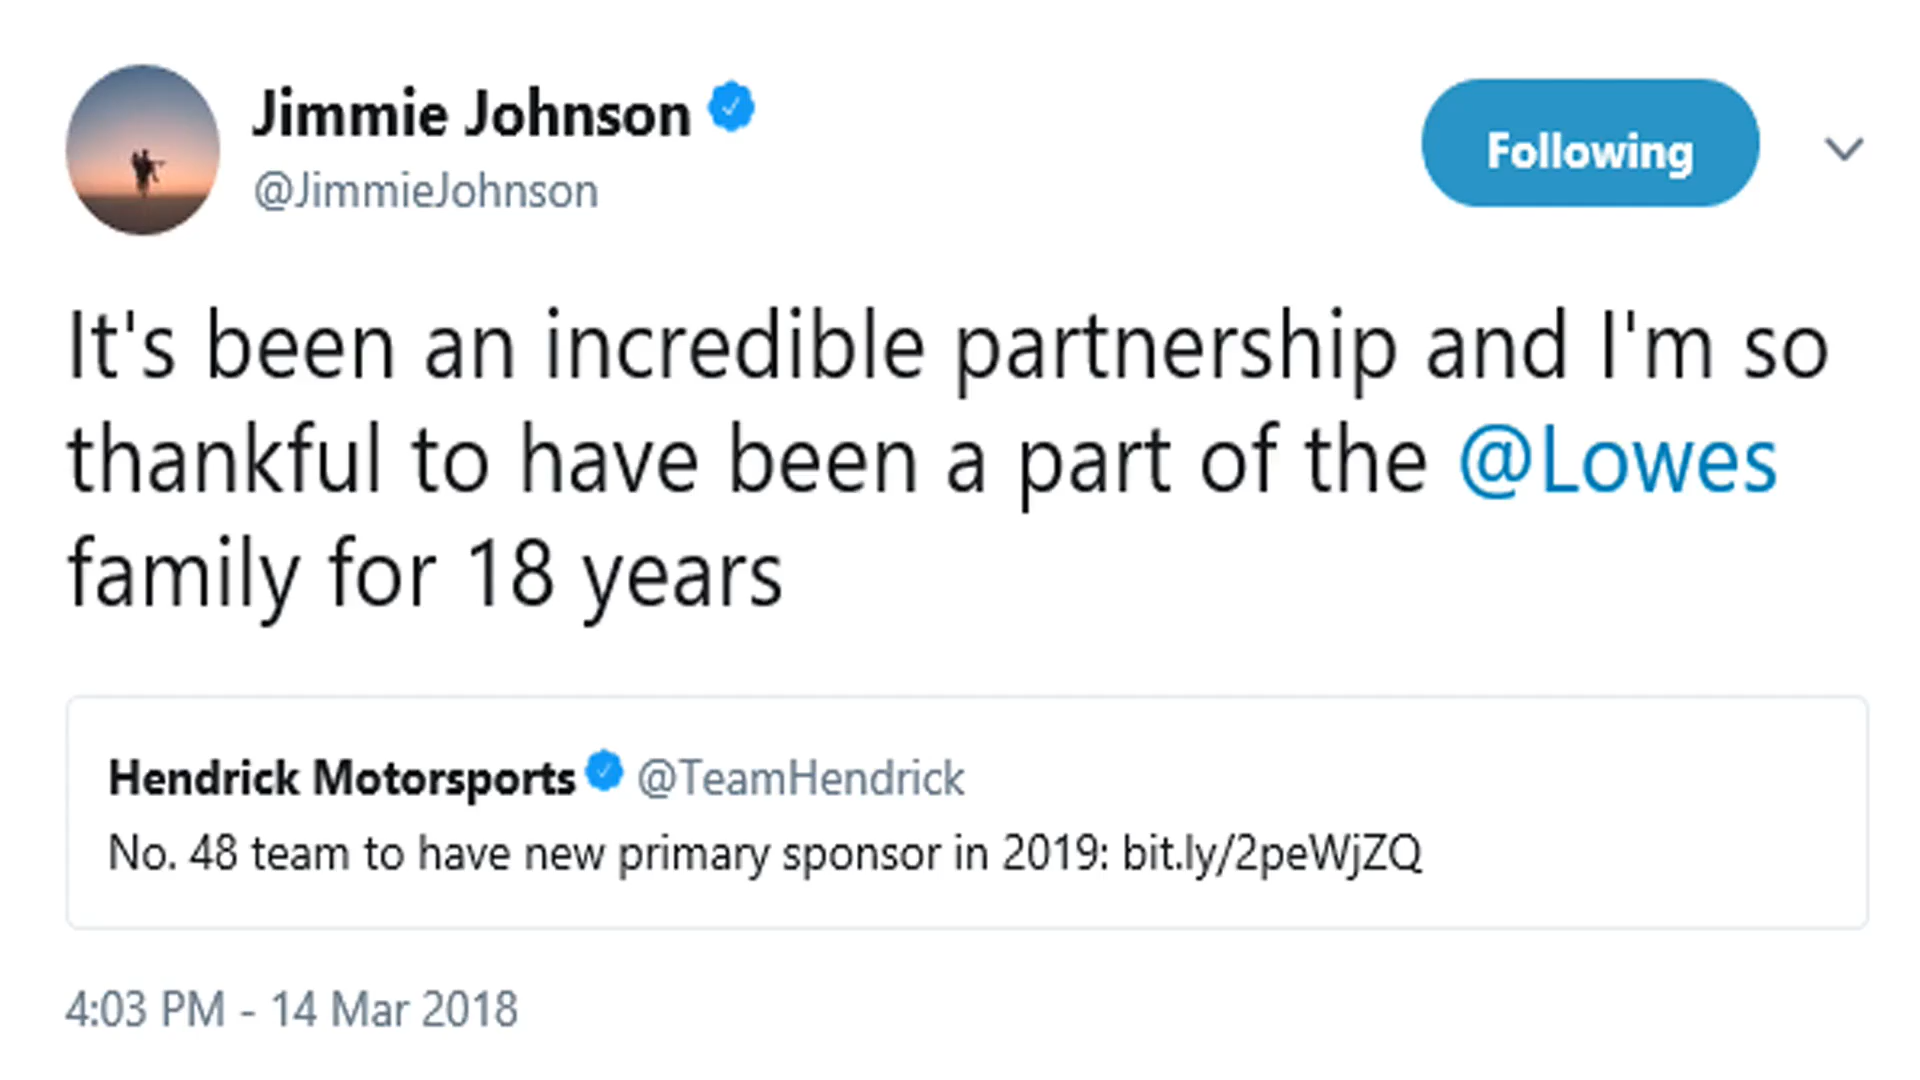 Jimmie Johnson
@JimmieJohnson
Following
It's been an incredible partnership and I'm so
thankful to have been a part of the @Lowes
family for 18 years
Hendrick Motorsports @TeamHendrick
No. 48 team to have new primary sponsor in 2019: bit.ly/2peWjZQ
4:03 PM - 14 Mar 2018